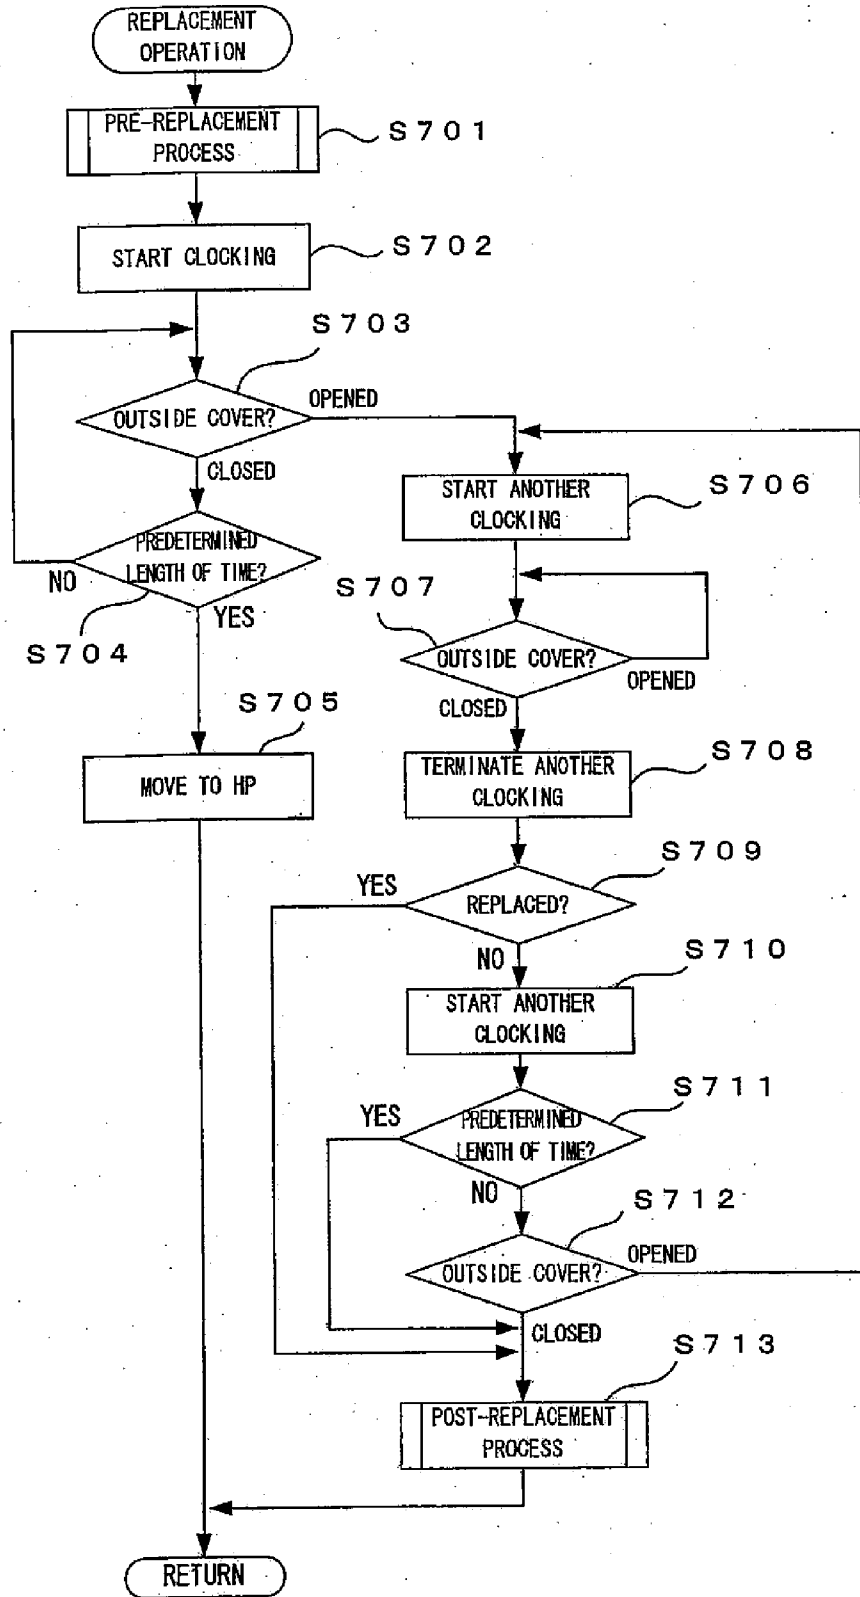 REPLACEMENT
OPERATION
PRE-REPLACEMENT
PROCESS
S701
START CLOCKING
S702
S703
OUTSIDE COVER?
OPENED
CLOSED
PREDETERMINED
LENGTH OF TIME?
NO
YES
S704
S705
MOVE TO HP
START ANOTHER
CLOCKING
S706
S707
OUTSIDE COVER?
OPENED
CLOSED
TERMINATE ANOTHER
CLOCKING
S708
S709
YES
REPLACED?
NO
S710
START ANOTHER
CLOCKING
S711
YES
PREDETERMINED
LENGTH OF TIME?
NO
S712
OUTSIDE COVER?
OPENED
CLOSED
S713
POST-REPLACEMENT
PROCESS
RETURN